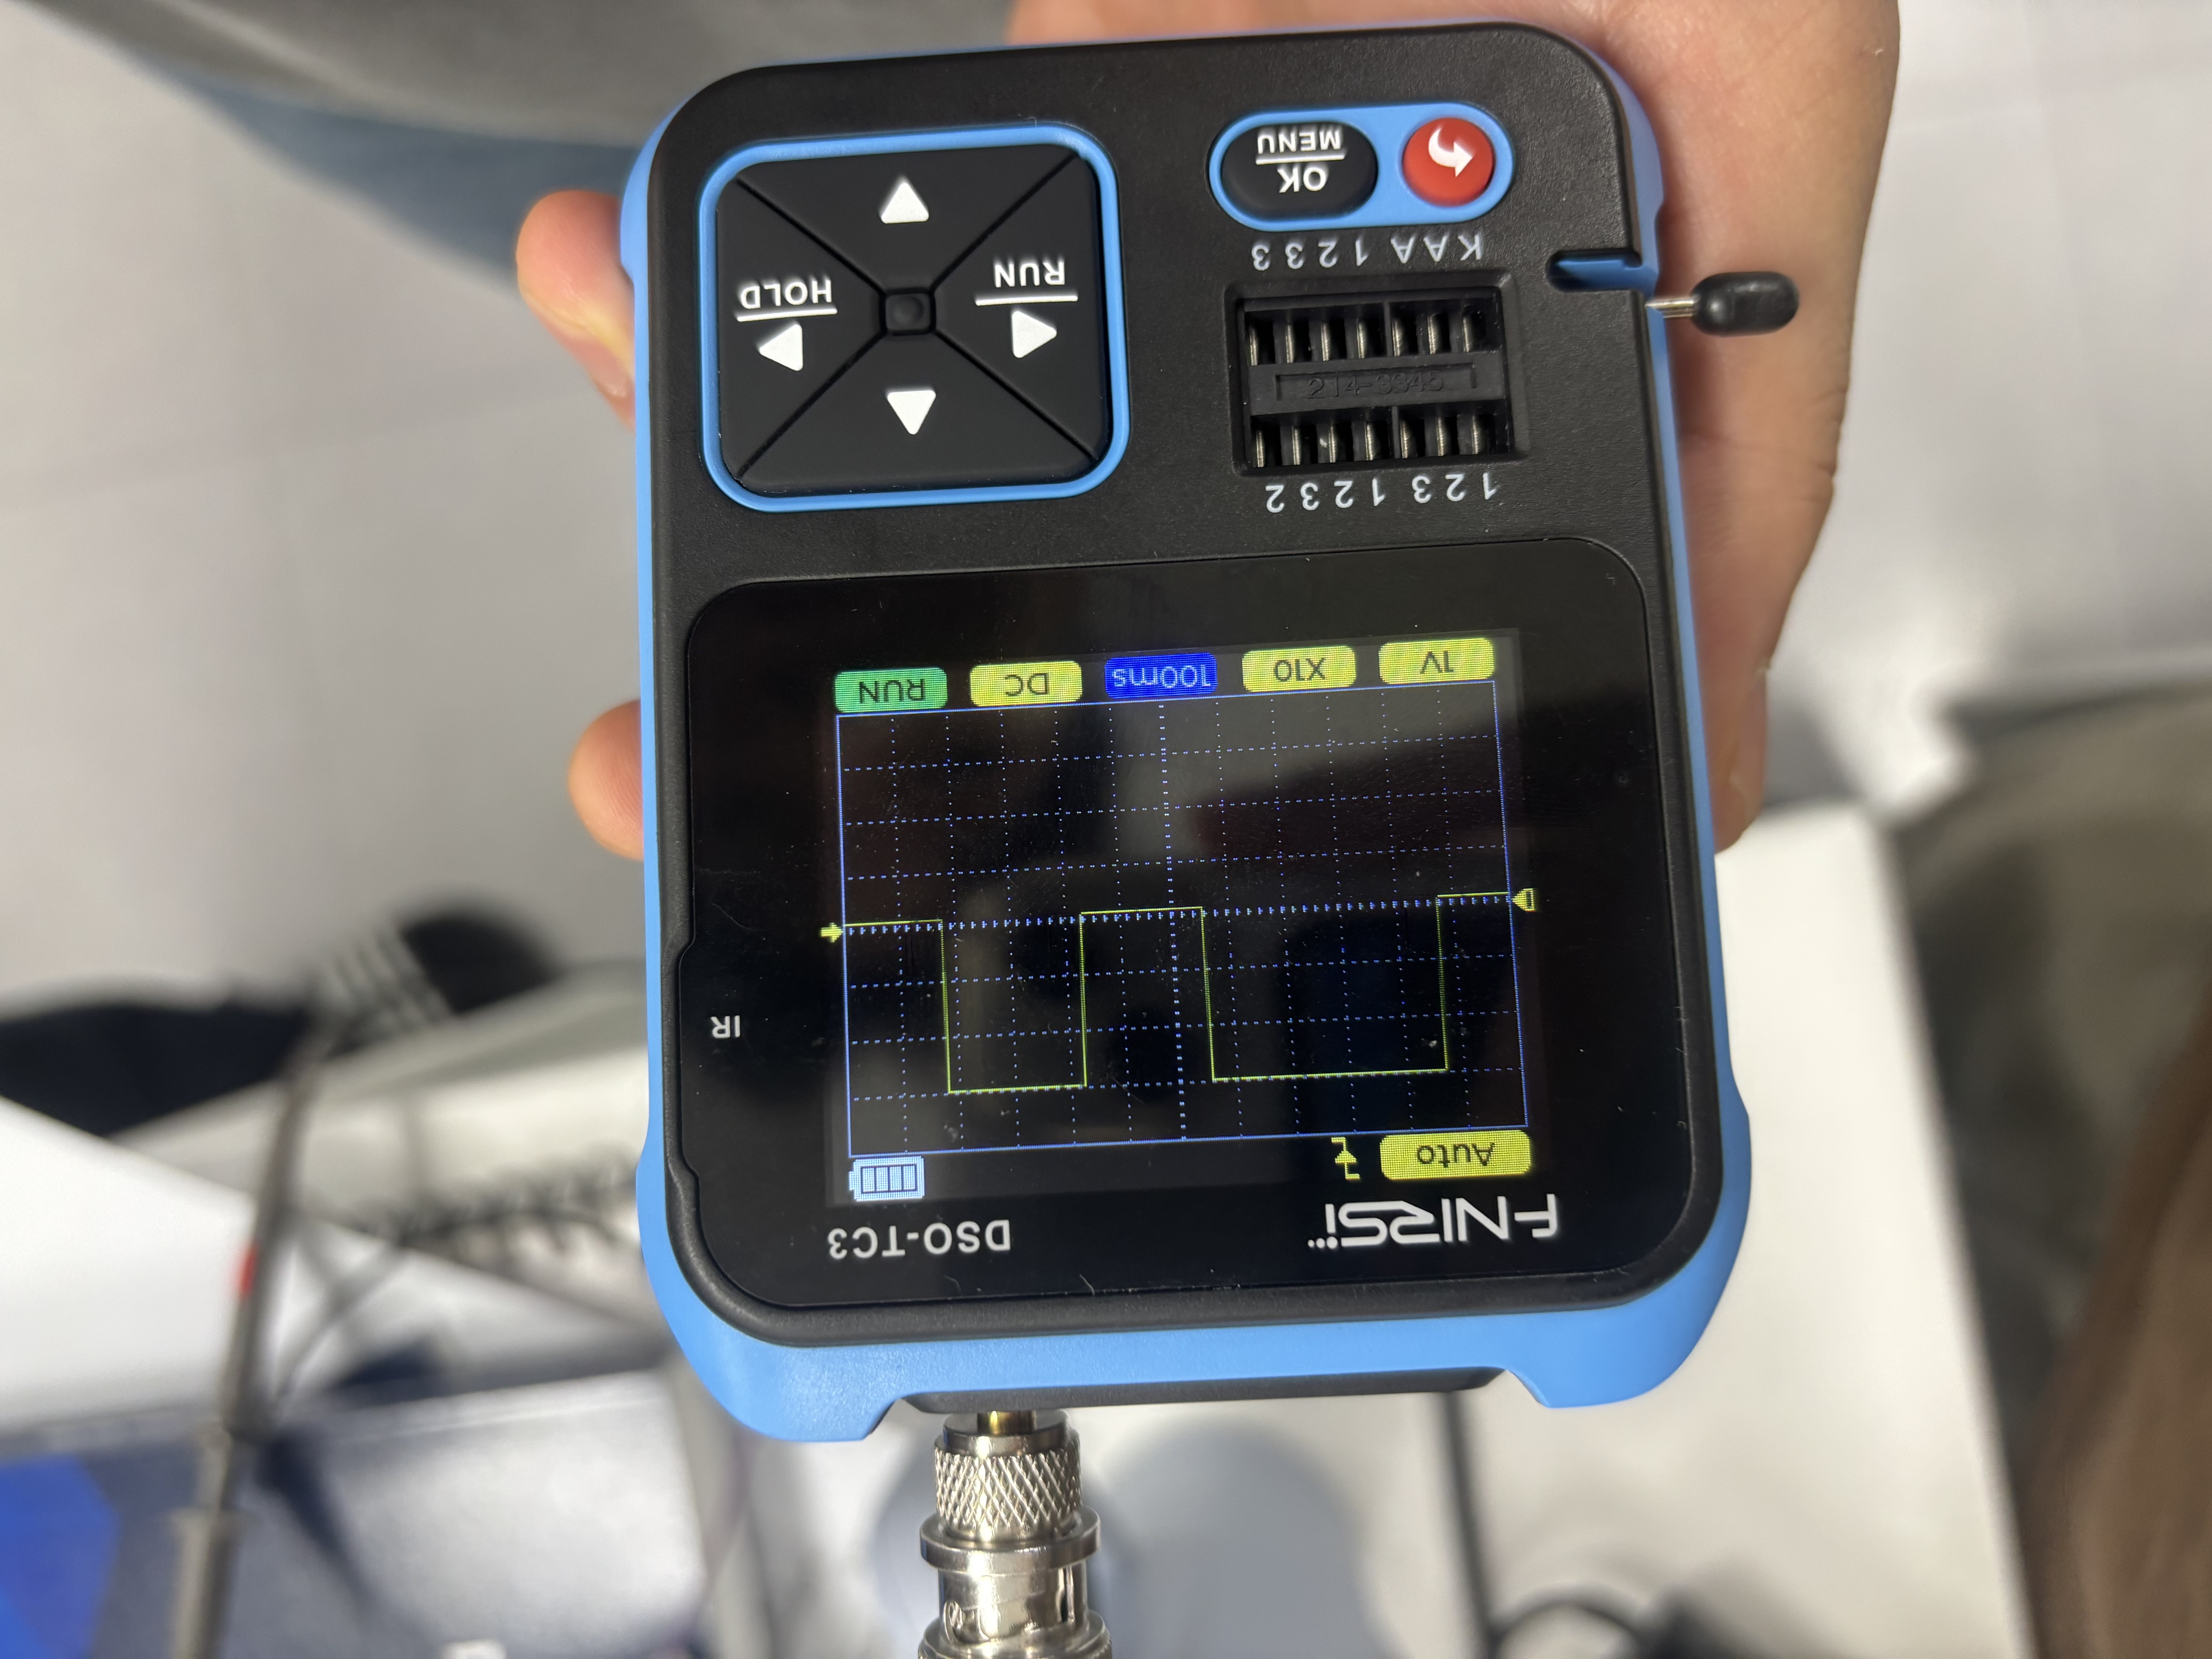 FNIRSI
DSO-TC3
Auto
IR
1V
X10
100ms
DC
RUN
1 2 3 1 2 3 2
K A A 1 2 3 3
OK
MENU
RUN
HOLD